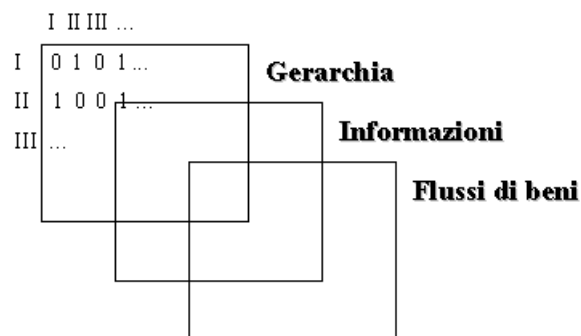 I II III ...
I 0 1 0 1 ...
Gerarchia
II 1 0 0 1 ...
Informazioni
III ...
Flussi di beni